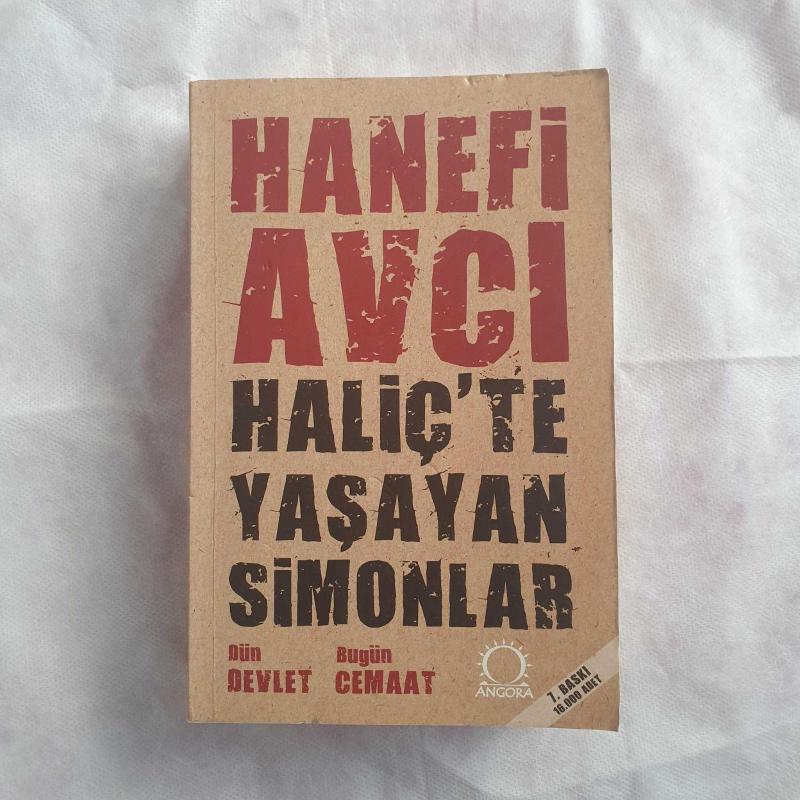 HANEFİ
AVCI
HALİÇ'TE
YAŞAYAN
SİMONLAR
Dün Bugün
DEVLET CEMAAT
ANGORA
7. BASKI
16.000 ADET